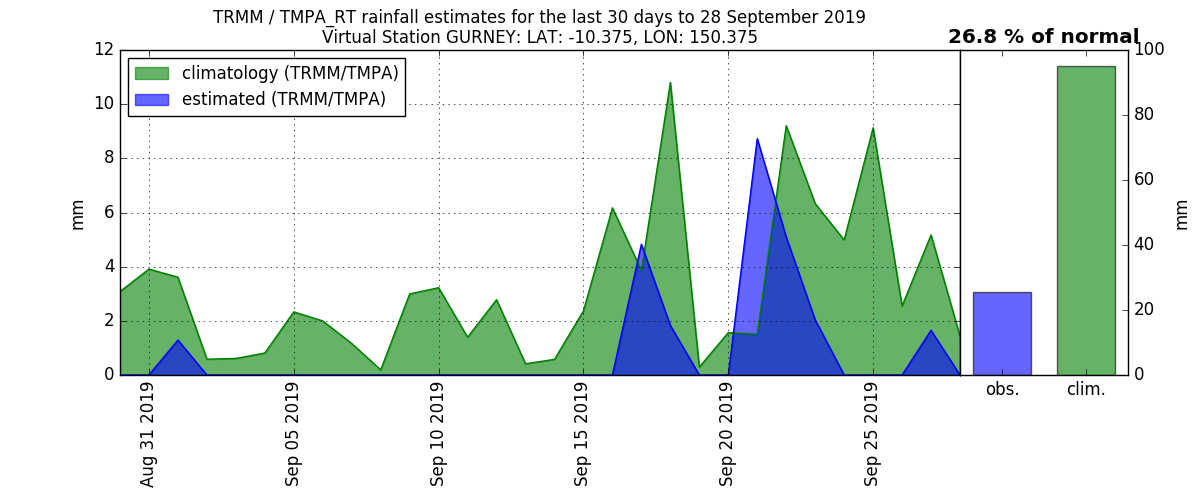 TRMM / TMPA_RT rainfall estimates for the last 30 days to 28 September 2019
Virtual Station GURNEY: LAT: -10.375, LON: 150.375
26.8 % of normal
climatology (TRMM/TMPA)
estimated (TRMM/TMPA)
12
10
8
6
4
2
0
mm
Aug 31 2019
Sep 05 2019
Sep 10 2019
Sep 15 2019
Sep 20 2019
Sep 25 2019
100
80
60
40
20
0
mm
obs.
clim.